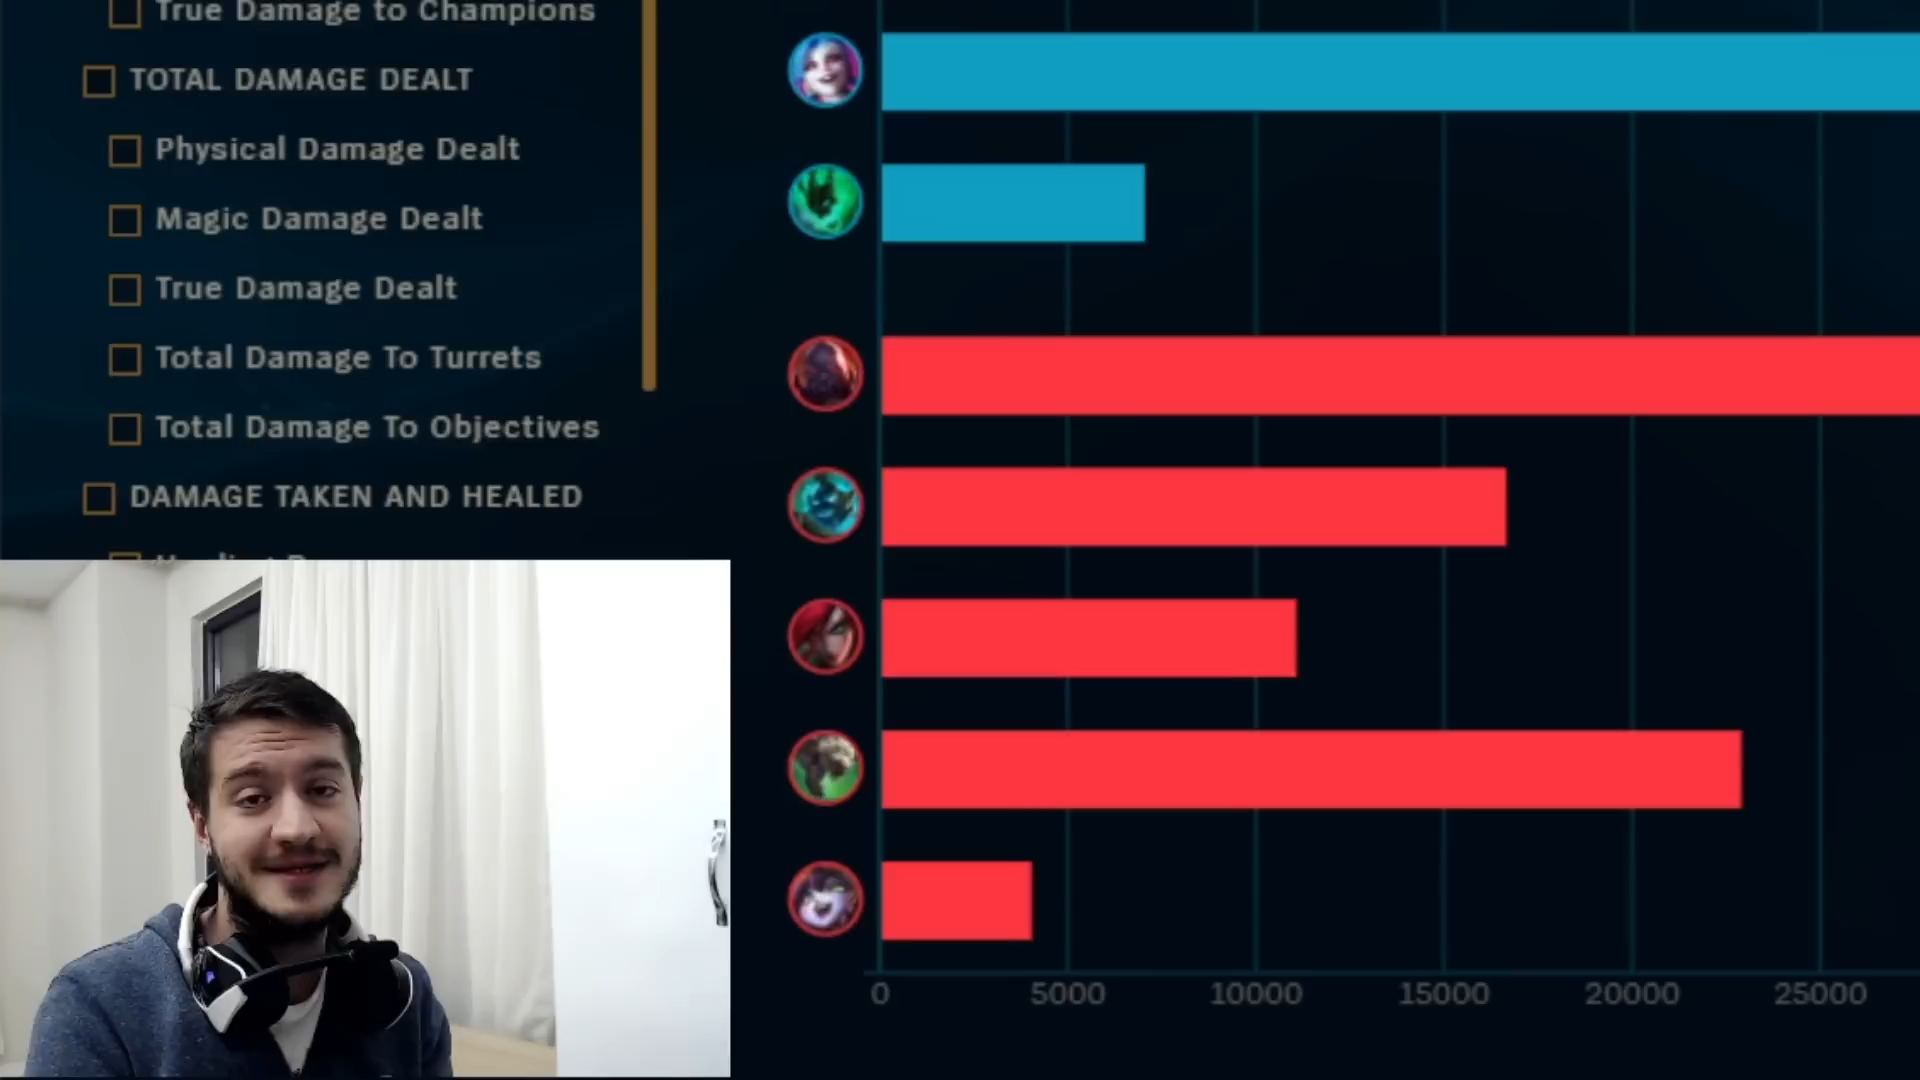 True Damage to Champions
TOTAL DAMAGE DEALT
Physical Damage Dealt
Magic Damage Dealt
True Damage Dealt
Total Damage To Turrets
Total Damage To Objectives
DAMAGE TAKEN AND HEALED
0 5000 10000 15000 20000 25000